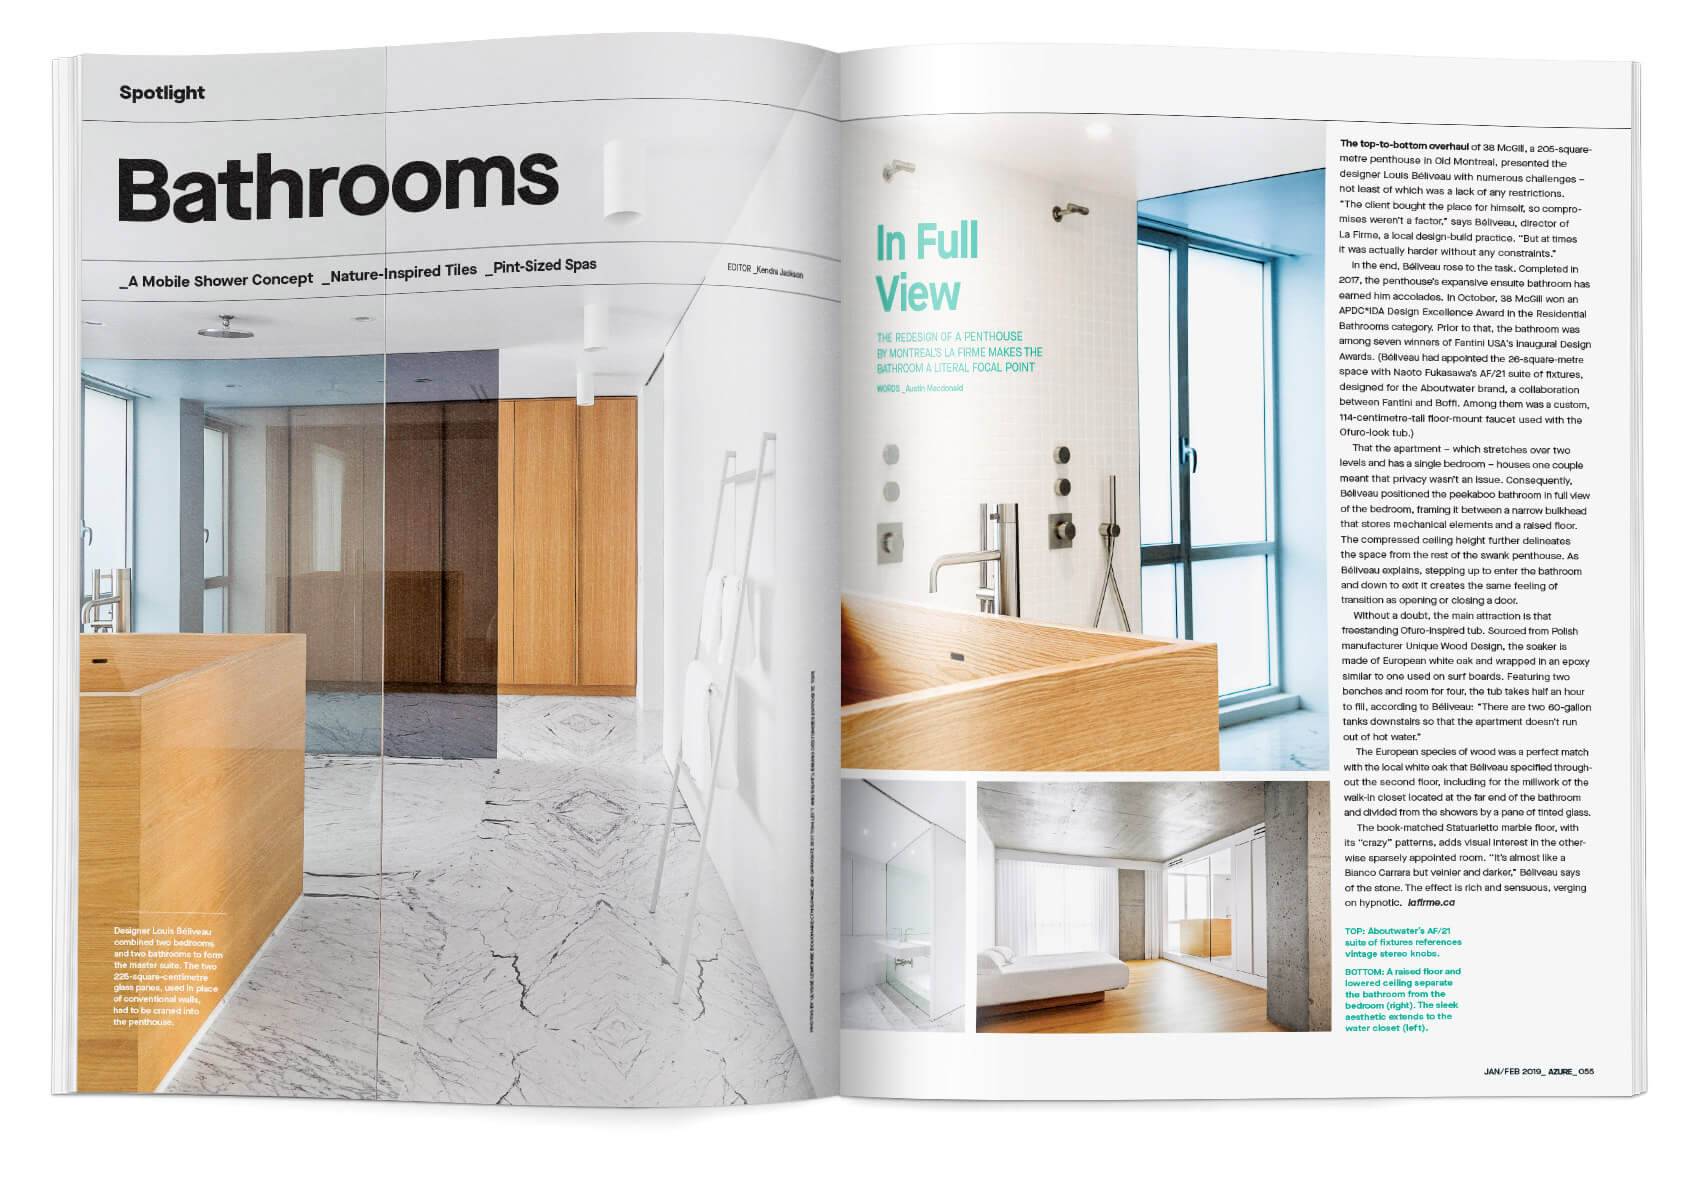 Spotlight
Bathrooms
_A Mobile Shower Concept _Nature-Inspired Tiles _Pint-Sized Spas
EDITOR _Kendra Jackson
Designer Louis Béliveau
combined two bedrooms
and two bathrooms to form
the master suite. The two
225-square-centimetre
glass panes, used in place
of conventional walls,
had to be craned into
the penthouse.
In Full
View
THE REDESIGN OF A PENTHOUSE
BY MONTREAL'S LA FIRME MAKES THE
BATHROOM A LITERAL FOCAL POINT
WORDS _Austin Macdonald
The top-to-bottom overhaul of 38 McGill, a 205-square-
metre penthouse in Old Montreal, presented the
designer Louis Béliveau with numerous challenges –
not least of which was a lack of any restrictions.
"The client bought the place for himself, so compro-
mises weren't a factor," says Béliveau, director of
La Firme, a local design-build practice. "But at times
it was actually harder without any constraints."
In the end, Béliveau rose to the task. Completed in
2017, the penthouse's expansive ensuite bathroom has
earned him accolades. In October, 38 McGill won an
APDC*IDA Design Excellence Award in the Residential
Bathrooms category. Prior to that, the bathroom was
among seven winners of Fantini USA's inaugural Design
Awards. (Béliveau had appointed the 26-square-metre
space with Naoto Fukasawa's AF/21 suite of fixtures,
designed for the Aboutwater brand, a collaboration
between Fantini and Boffi. Among them was a custom,
114-centimetre-tall floor-mount faucet used with the
Ofuro-look tub.)
That the apartment – which stretches over two
levels and has a single bedroom – houses one couple
meant that privacy wasn't an issue. Consequently,
Béliveau positioned the peekaboo bathroom in full view
of the bedroom, framing it between a narrow bulkhead
that stores mechanical elements and a raised floor.
The compressed ceiling height further delineates
the space from the rest of the swank penthouse. As
Béliveau explains, stepping up to enter the bathroom
and down to exit it creates the same feeling of
transition as opening or closing a door.
Without a doubt, the main attraction is that
freestanding Ofuro-inspired tub. Sourced from Polish
manufacturer Unique Wood Design, the soaker is
made of European white oak and wrapped in an epoxy
similar to one used on surf boards. Featuring two
benches and room for four, the tub takes half an hour
to fill, according to Béliveau: "There are two 60-gallon
tanks downstairs so that the apartment doesn't run
out of hot water."
The European species of wood was a perfect match
with the local white oak that Béliveau specified through-
out the second floor, including for the millwork of the
walk-in closet located at the far end of the bathroom
and divided from the showers by a pane of tinted glass.
The book-matched Statuarietto marble floor, with
its "crazy" patterns, adds visual interest in the other-
wise sparsely appointed room. "It's almost like a
Bianco Carrara but veinier and darker," Béliveau says
of the stone. The effect is rich and sensuous, verging
on hypnotic. lafirme.ca
TOP: Aboutwater's AF/21
suite of fixtures references
vintage stereo knobs.
BOTTOM: A raised floor and
lowered ceiling separate
the bathroom from the
bedroom (right). The sleek
aesthetic extends to the
water closet (left).
JAN/FEB 2019_ AZURE_ 055